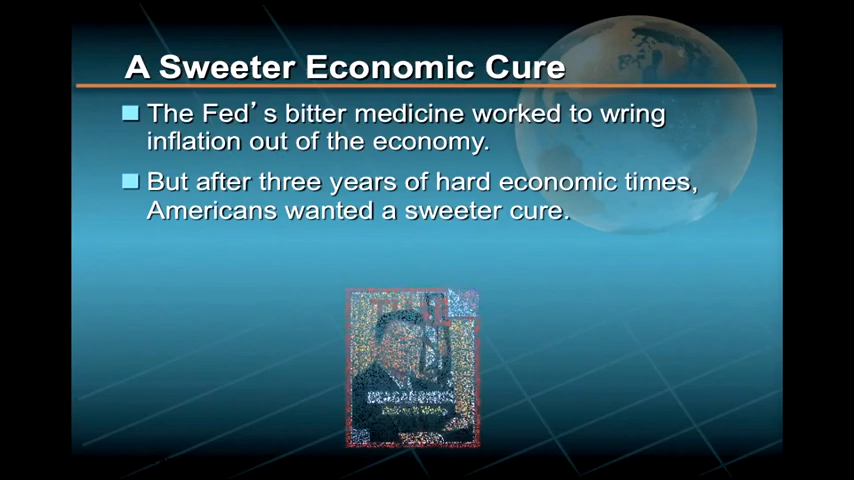 A Sweeter Economic Cure
The Fed’s bitter medicine worked to wring
inflation out of the economy.
But after three years of hard economic times,
Americans wanted a sweeter cure.